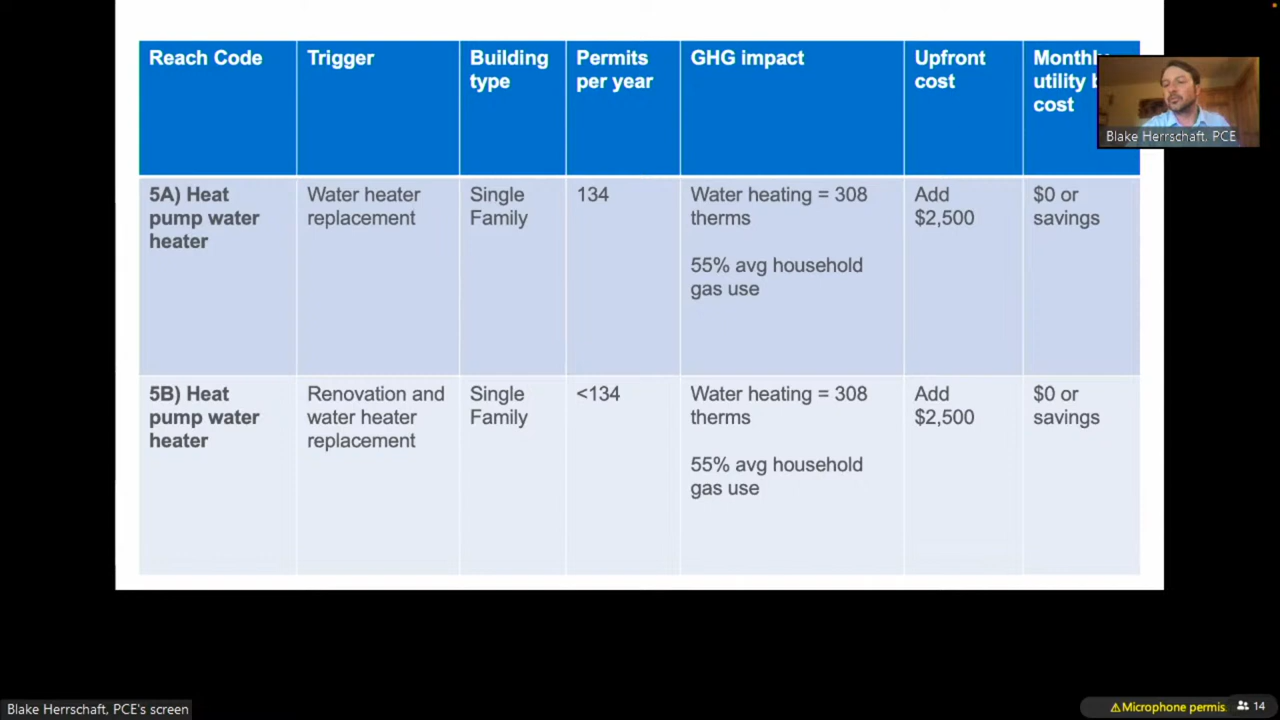 Reach Code
Trigger
Building
type
Permits
per year
GHG impact
Upfront
cost
Monthly
utility
cost
5A) Heat
pump water
heater
Water heater
replacement
Single
Family
134
Water heating = 308
therms
55% avg household
gas use
Add
$2,500
$0 or
savings
5B) Heat
pump water
heater
Renovation and
water heater
replacement
Single
Family
<134
Water heating = 308
therms
55% avg household
gas use
Add
$2,500
$0 or
savings
Blake Herrschaft, PCE
Blake Herrschaft, PCE's screen
⚠Microphone permis.
14